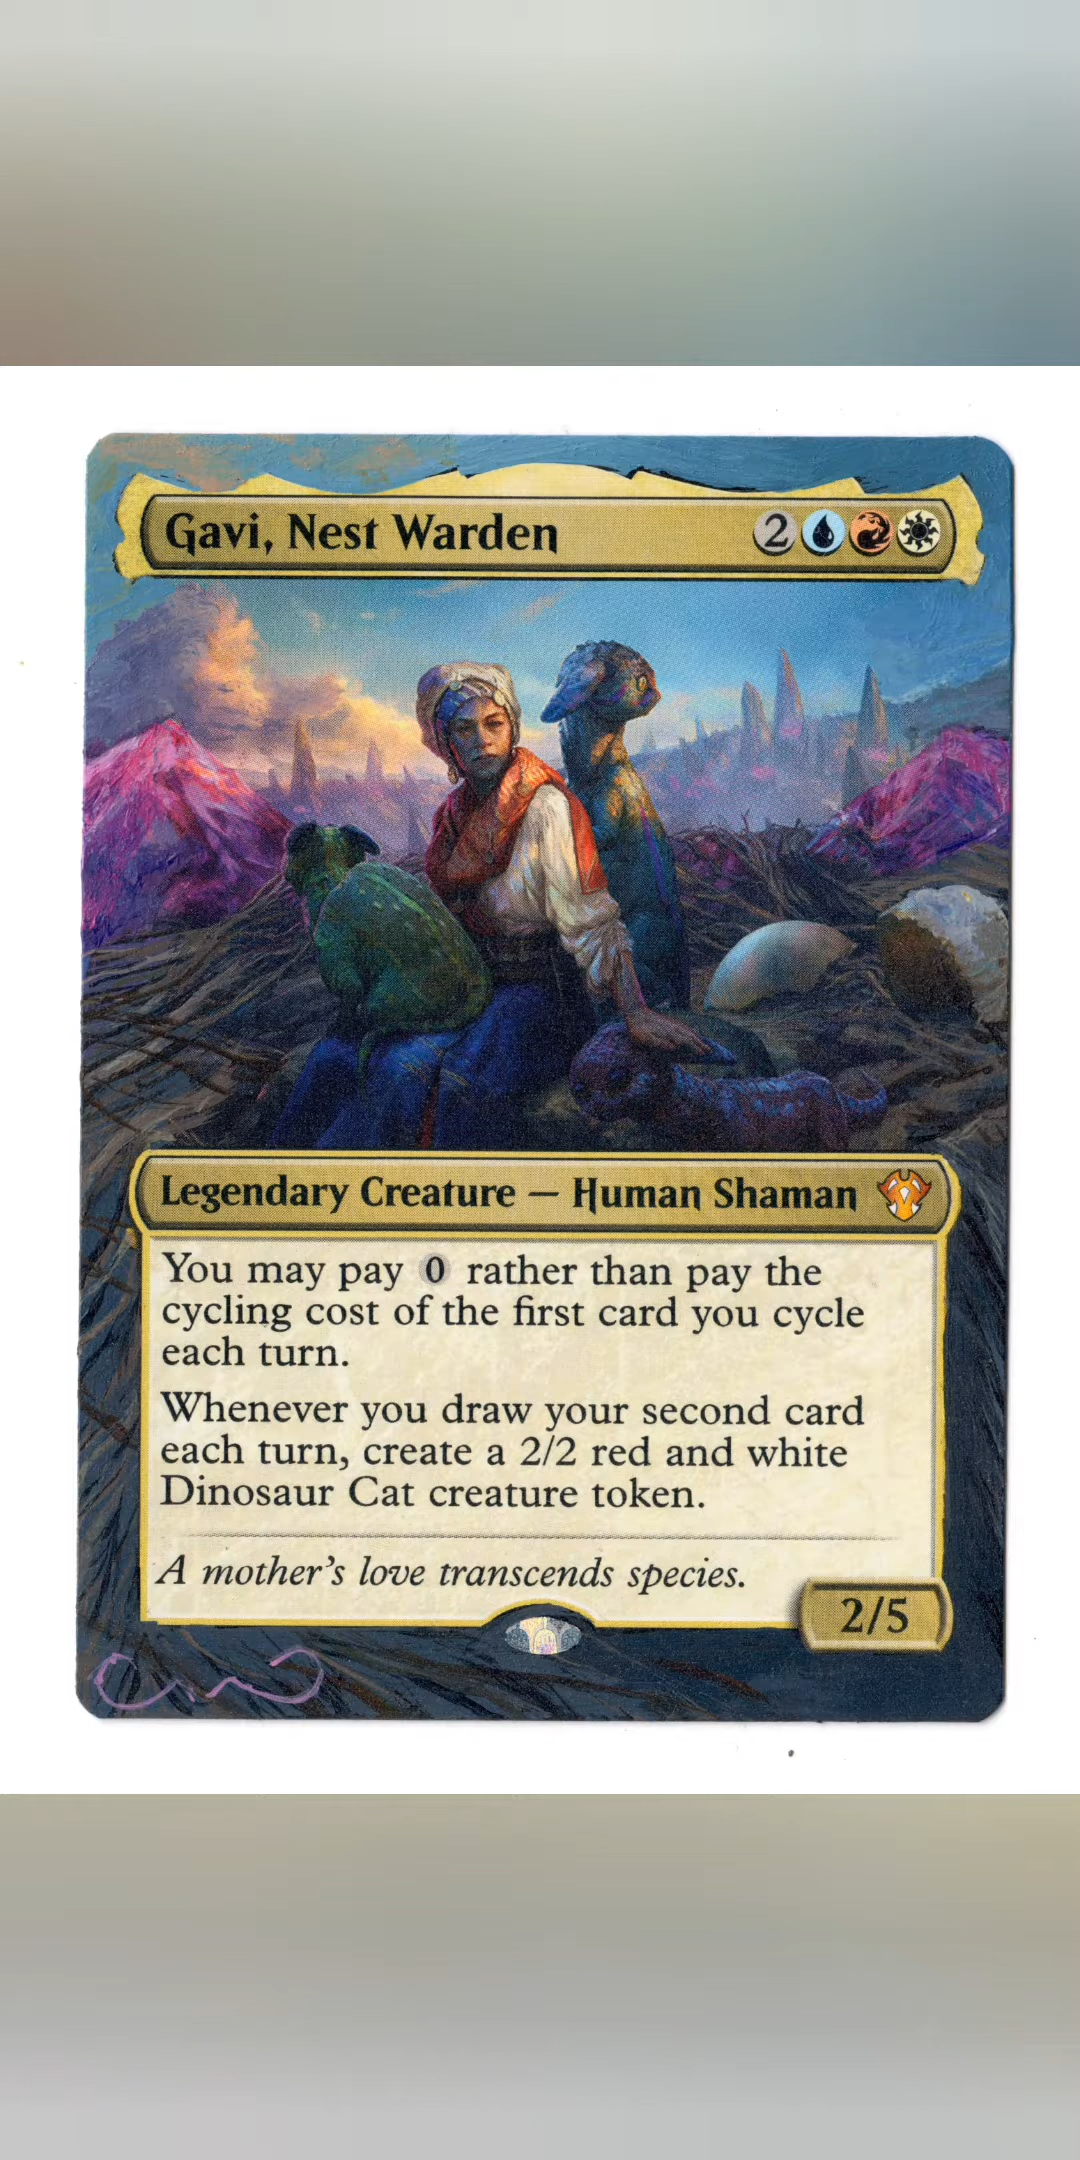 Gavi, Nest Warden 2
Legendary Creature — Human Shaman
You may pay 0 rather than pay the
cycling cost of the first card you cycle
each turn.
Whenever you draw your second card
each turn, create a 2/2 red and white
Dinosaur Cat creature token.
A mother's love transcends species.
2/5